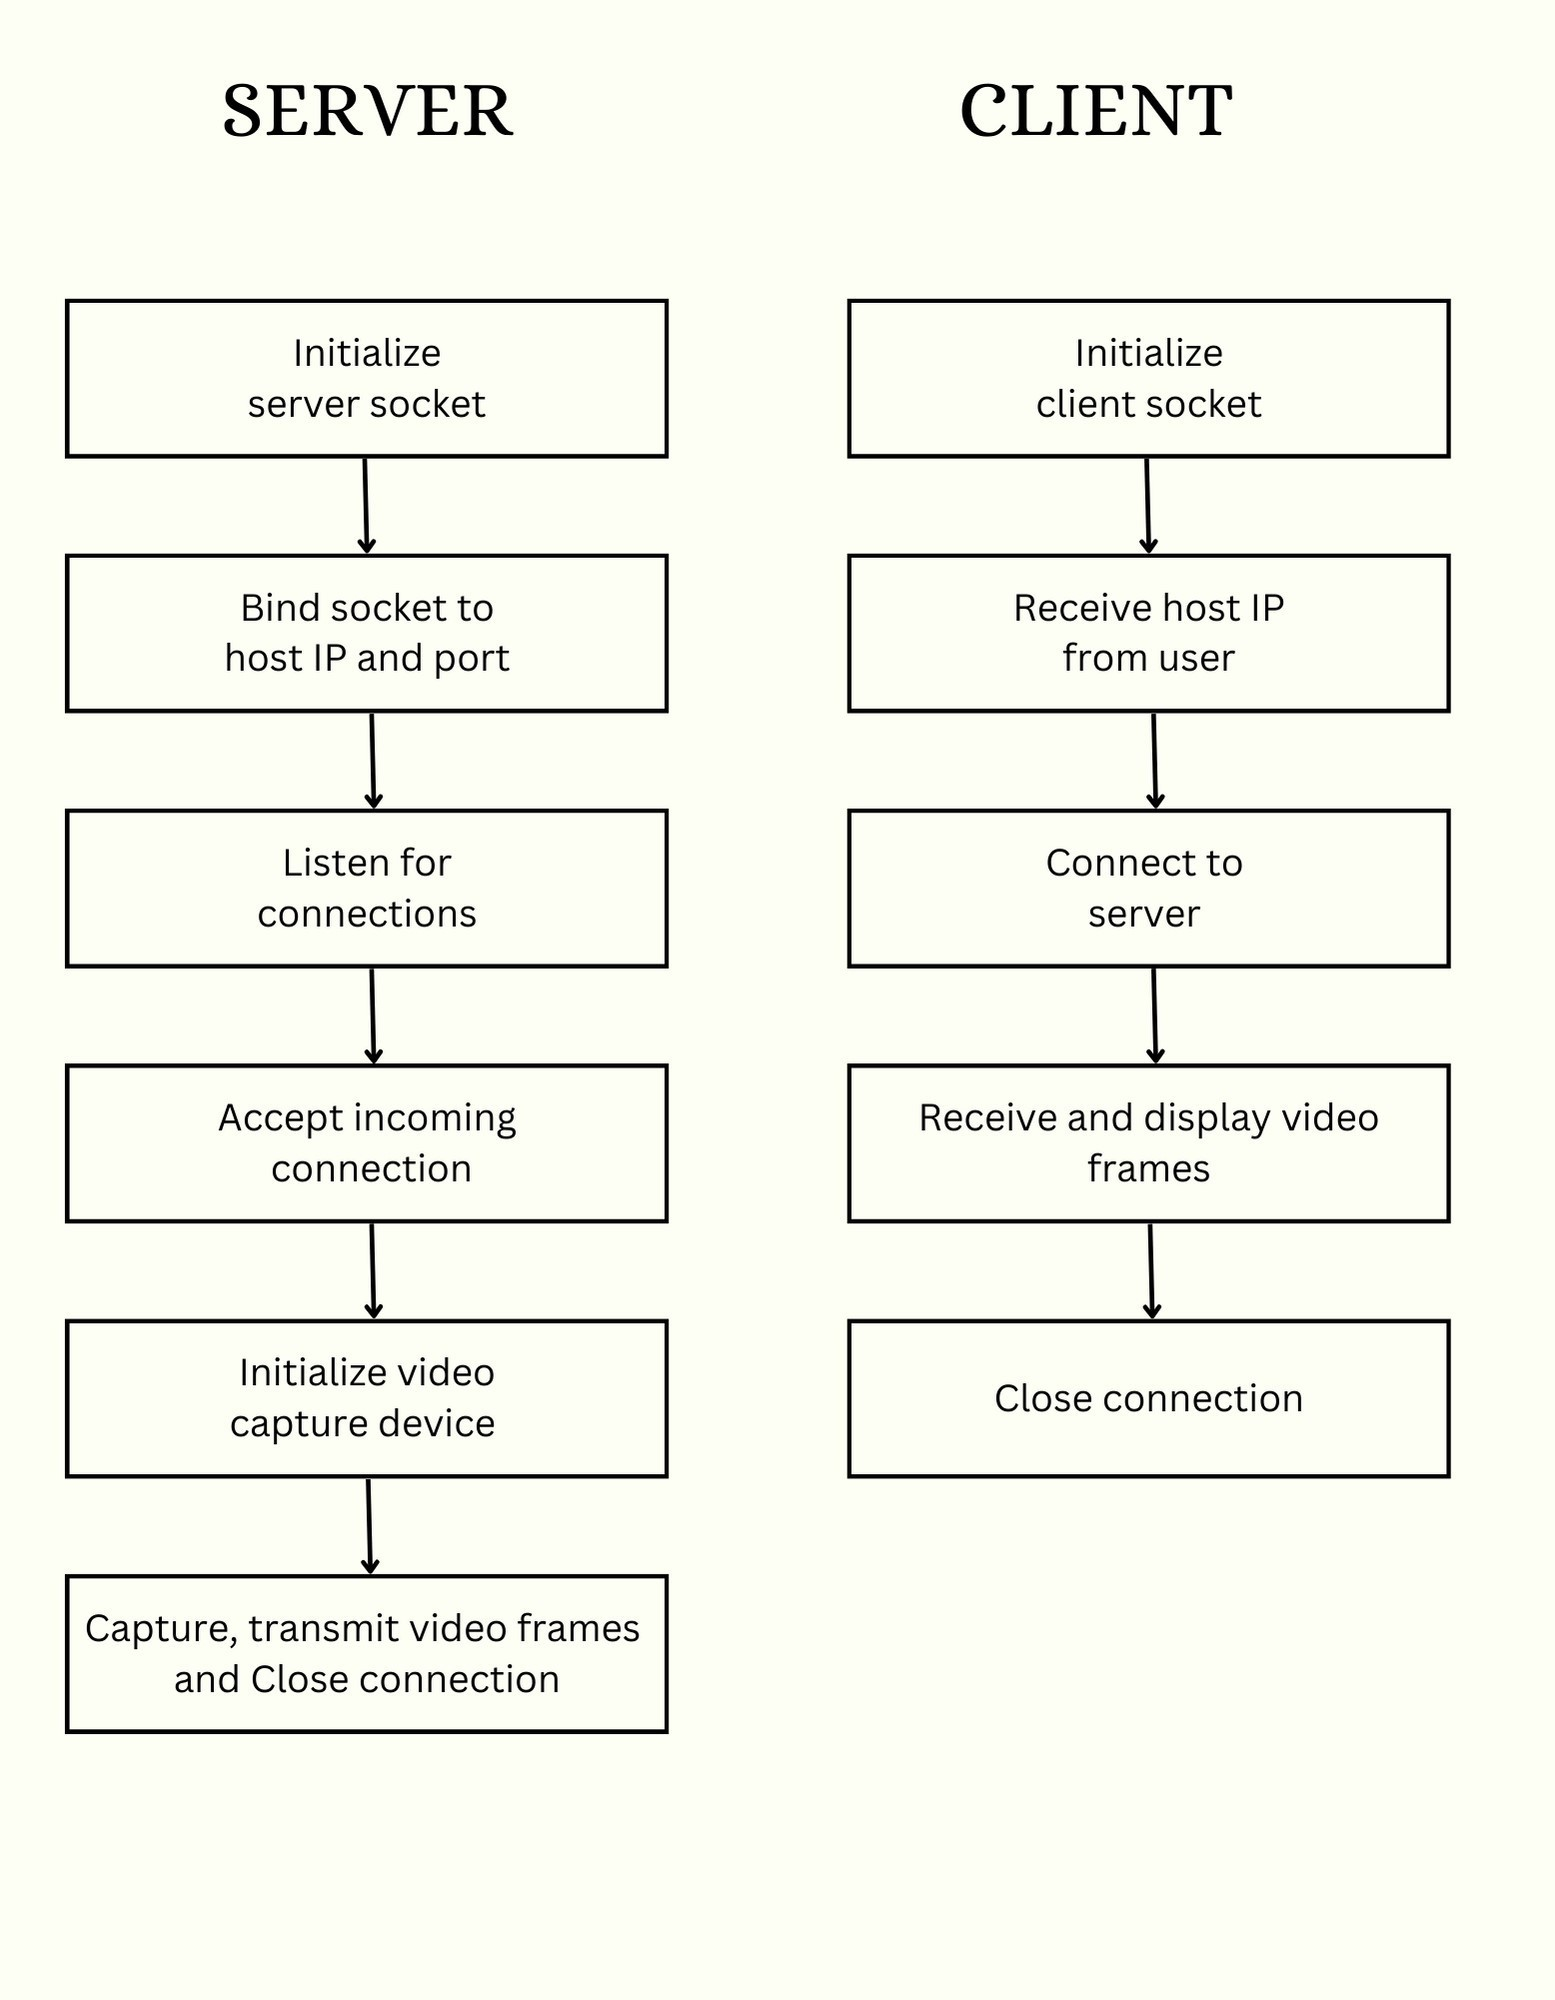 SERVER
Initialize
server socket
Bind socket to
host IP and port
Listen for
connections
Accept incoming
connection
Initialize video
capture device
Capture, transmit video frames
and Close connection
CLIENT
Initialize
client socket
Receive host IP
from user
Connect to
server
Receive and display video
frames
Close connection